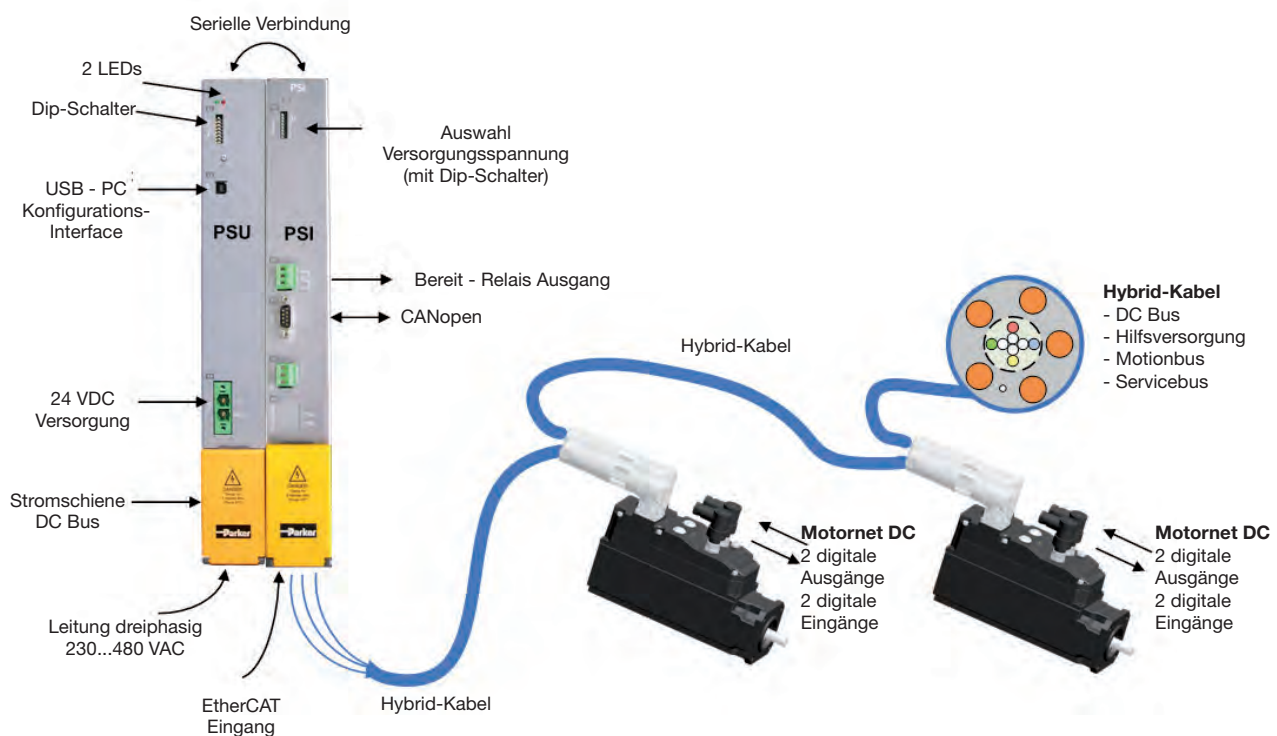 Serielle Verbindung
2 LEDs
Dip-Schalter
USB - PC
Konfigurations-
Interface
24 VDC
Versorgung
Stromschiene
DC Bus
Leitung dreiphasig
230...480 VAC
EtherCAT
Eingang
PSI
PSU
PSI
Parker
Parker
Auswahl
Versorgungsspannung
(mit Dip-Schalter)
Bereit - Relais Ausgang
CANopen
Hybrid-Kabel
Hybrid-Kabel
Hybrid-Kabel
- DC Bus
- Hilfsversorgung
- Motionbus
- Servicebus
Motornet DC
2 digitale
Ausgänge
2 digitale
Eingänge
Motornet DC
2 digitale
Ausgänge
2 digitale
Eingänge